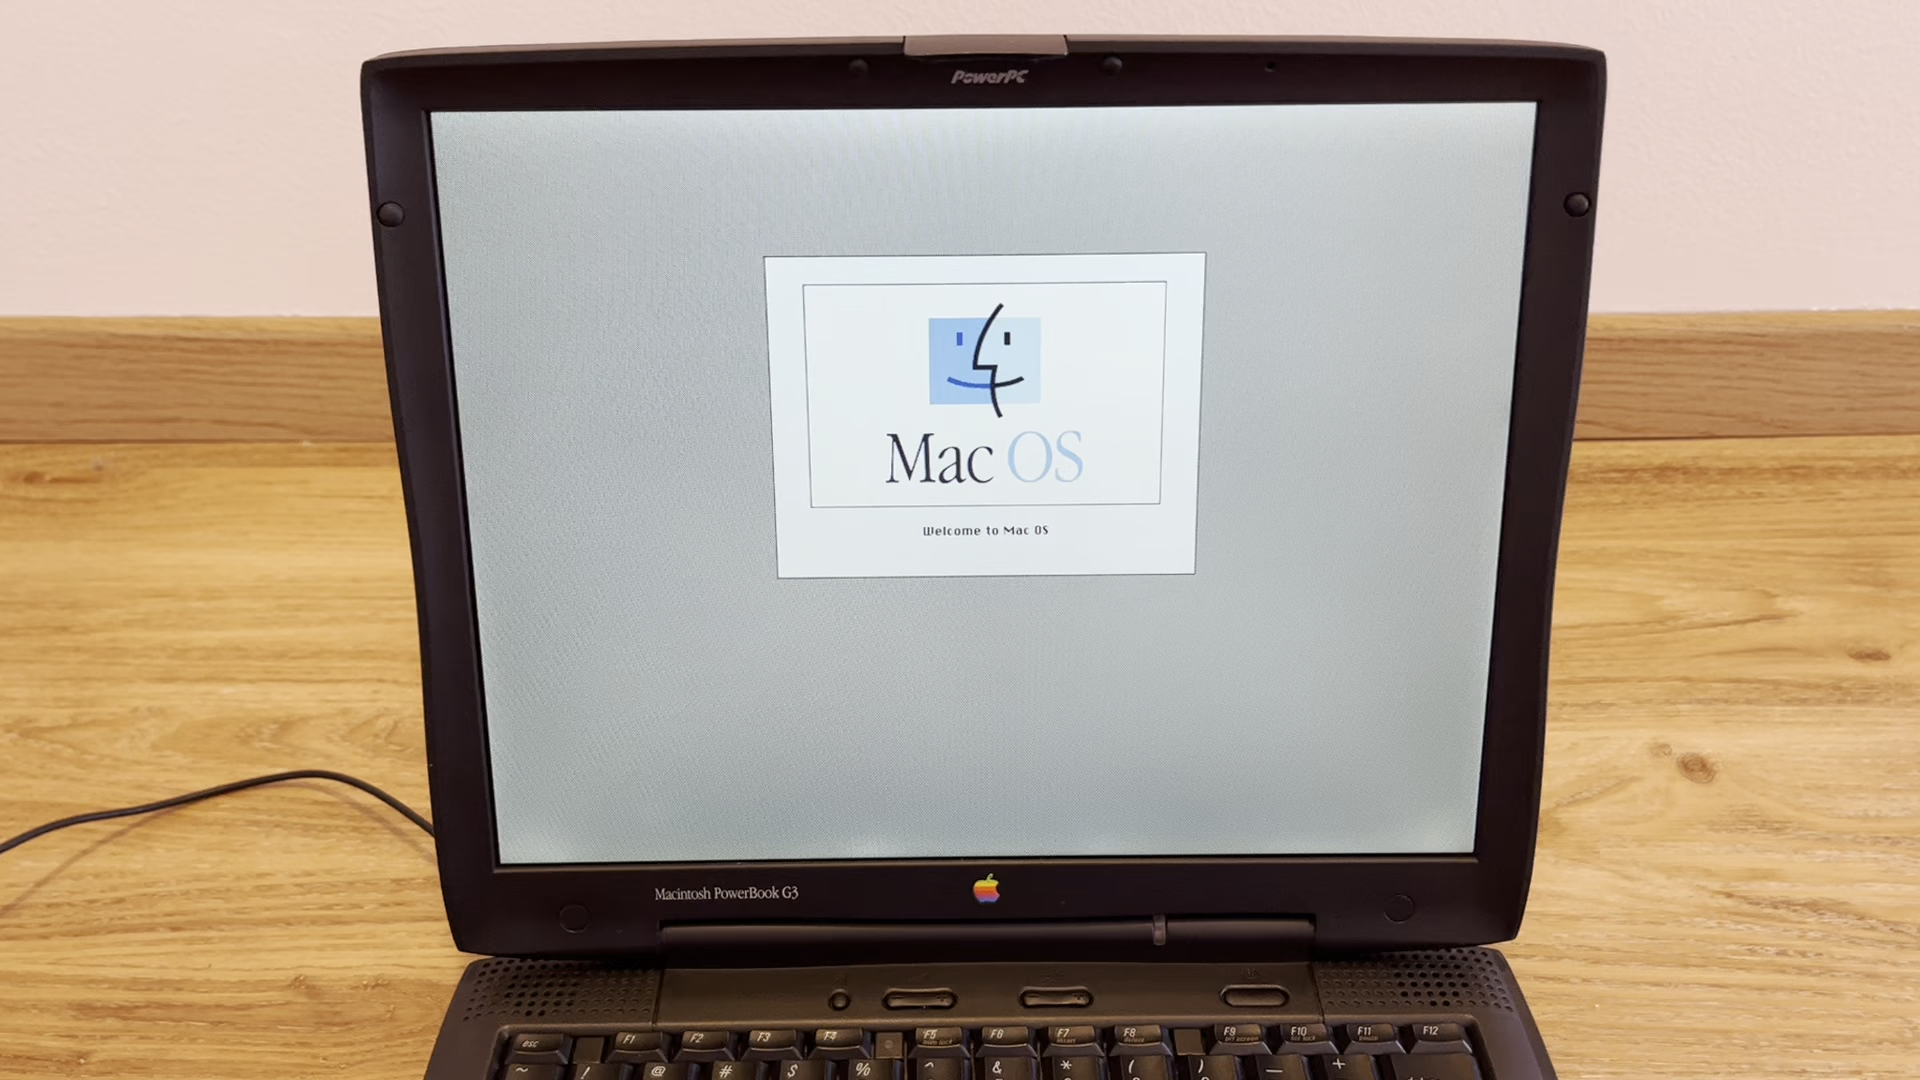 PowerPC
Mac OS
Welcome to Mac OS
Macintosh PowerBook G3
esc F1 F2 F3 F4 F5 F6 F7 F8 F9 F10 F11 F12
~ ! @ # $ % ^ & * ( ) — +